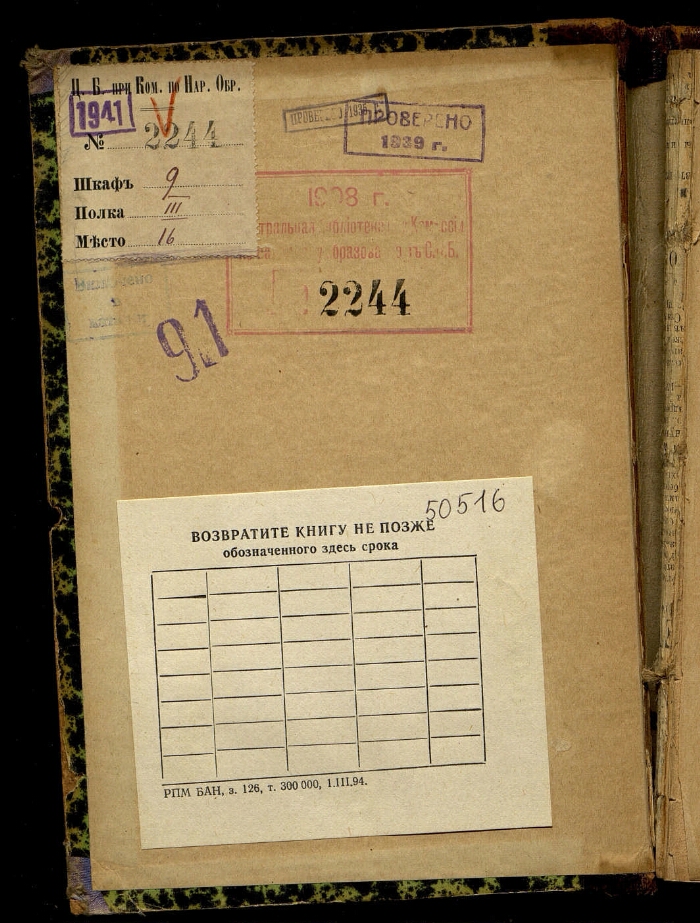 Ц. Б. при Ком. по Нар. Обр.
1941
№ 2244
Шкафъ 9
Полка III
Мѣсто 16
ПРОВЕРЕНО
1939 г.
1908 г.
2244
91
50516
ВОЗВРАТИТЕ КНИГУ НЕ ПОЗЖЕ
обозначенного здесь срока
РПМ БАН, з. 126, т. 300 000, 1.III.94.